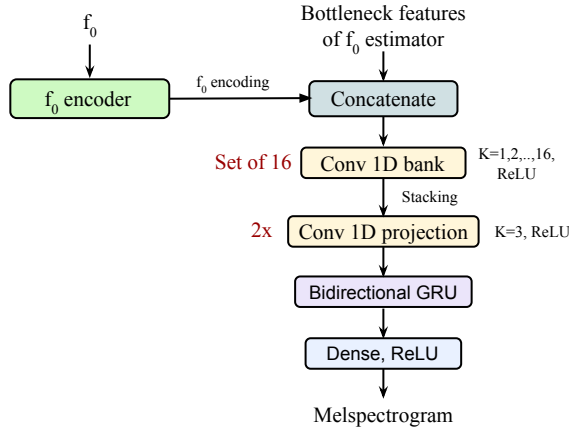 f₀
Bottleneck features
of f₀ estimator
f₀ encoder
f₀ encoding
Concatenate
Set of 16
Conv 1D bank
K=1,2,..,16,
ReLU
Stacking
2x
Conv 1D projection
K=3, ReLU
Bidirectional GRU
Dense, ReLU
Melspectrogram